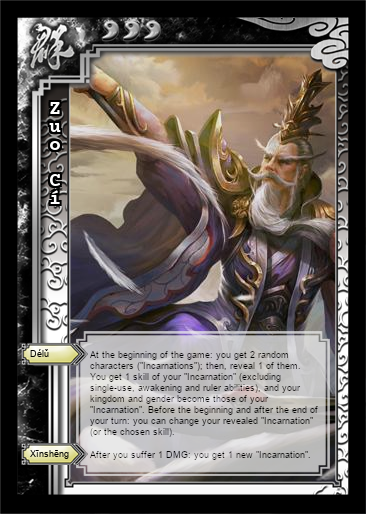 群
Zuo Ci
Délǔ
At the beginning of the game: you get 2 random
characters ("Incarnations"); then, reveal 1 of them.
You get 1 skill of your "Incarnation" (excluding
single-use, awakening and ruler abilities), and your
kingdom and gender become those of your
"Incarnation". Before the beginning and after the end of
your turn: you can change your revealed "Incarnation"
(or the chosen skill).
Xīnshēng
After you suffer 1 DMG: you get 1 new "Incarnation".